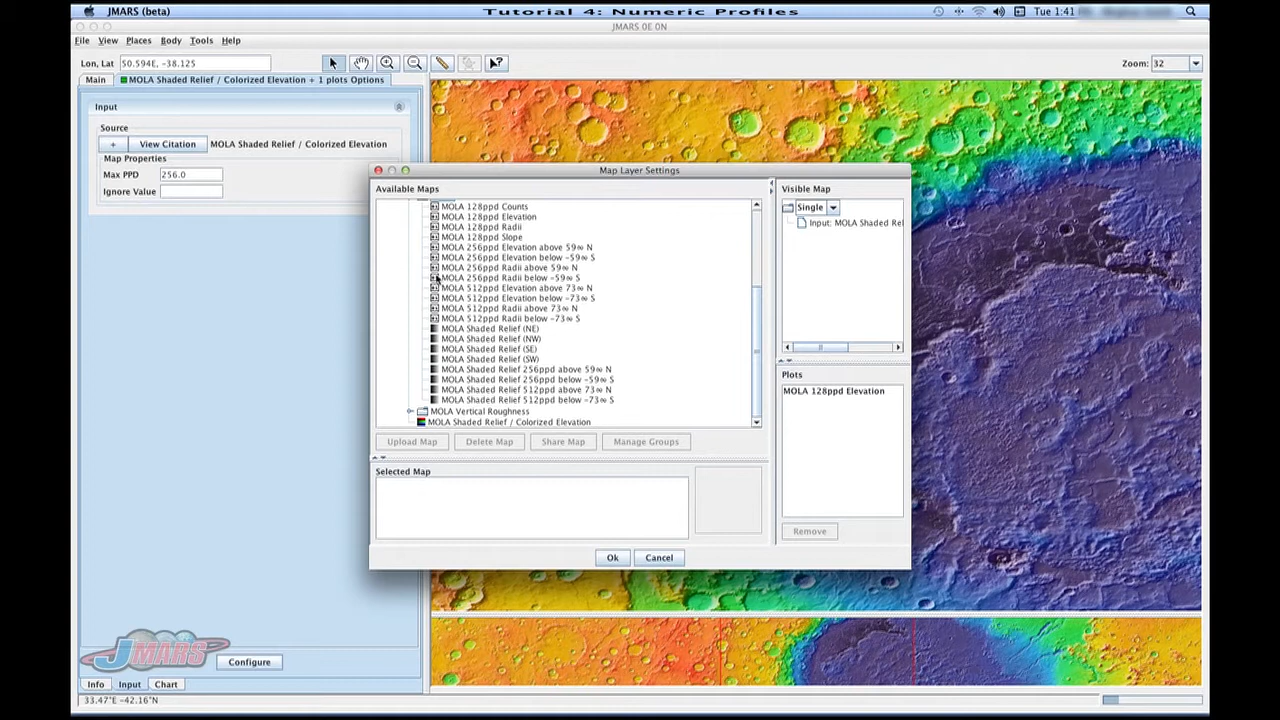 JMARS (beta)
Tutorial 4: Numeric Profiles
Tue 1:41
JMARS 0E 0N
File View Places Body Tools Help
Lon, Lat 50.594E, -38.125
Zoom: 32
Main
MOLA Shaded Relief / Colorized Elevation + 1 plots Options
Input
Source
+ View Citation MOLA Shaded Relief / Colorized Elevation
Map Properties
Max PPD 256.0
Ignore Value
Map Layer Settings
Available Maps
MOLA 128ppd Counts
MOLA 128ppd Elevation
MOLA 128ppd Radii
MOLA 128ppd Slope
MOLA 256ppd Elevation above 59∞ N
MOLA 256ppd Elevation below -59∞ S
MOLA 256ppd Radii above 59∞ N
MOLA 256ppd Radii below -59∞ S
MOLA 512ppd Elevation above 73∞ N
MOLA 512ppd Elevation below -73∞ S
MOLA 512ppd Radii above 73∞ N
MOLA 512ppd Radii below -73∞ S
MOLA Shaded Relief (NE)
MOLA Shaded Relief (NW)
MOLA Shaded Relief (SE)
MOLA Shaded Relief (SW)
MOLA Shaded Relief 256ppd above 59∞ N
MOLA Shaded Relief 256ppd below -59∞ S
MOLA Shaded Relief 512ppd above 73∞ N
MOLA Shaded Relief 512ppd below -73∞ S
MOLA Vertical Roughness
MOLA Shaded Relief / Colorized Elevation
Upload Map Delete Map Share Map Manage Groups
Selected Map
Visible Map
Single
Input: MOLA Shaded Rel
Plots
MOLA 128ppd Elevation
Remove
Ok Cancel
JMARS
Configure
Info Input Chart
33.47°E -42.16°N